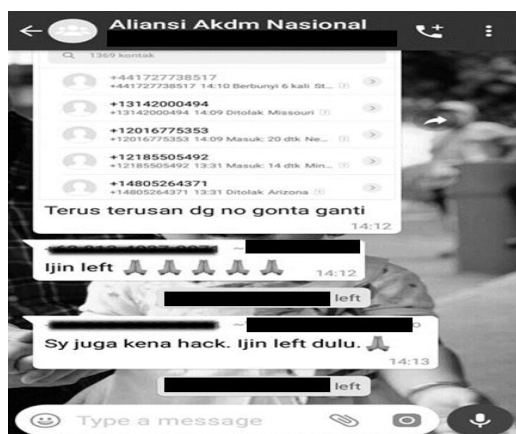 Aliansi Akdm Nasional
1369 kontak
+441727738517
+441727738517 14:10 Berbunyi 6 kali St...
+13142000494
+13142000494 14:09 Ditolak Missouri
+12016775353
+12016775353 14:09 Masuk: 20 dtk Ne...
+12185505492
+12185505492 13:31 Masuk: 14 dtk Min...
+14805264371
+14805264371 13:31 Ditolak Arizona
Terus terusan dg no gonta ganti
14:12
~
Ijin left 🙏 🙏 🙏 🙏 🙏
14:12
left
~
Sy juga kena hack. Ijin left dulu. 🙏
14:13
left
Type a message